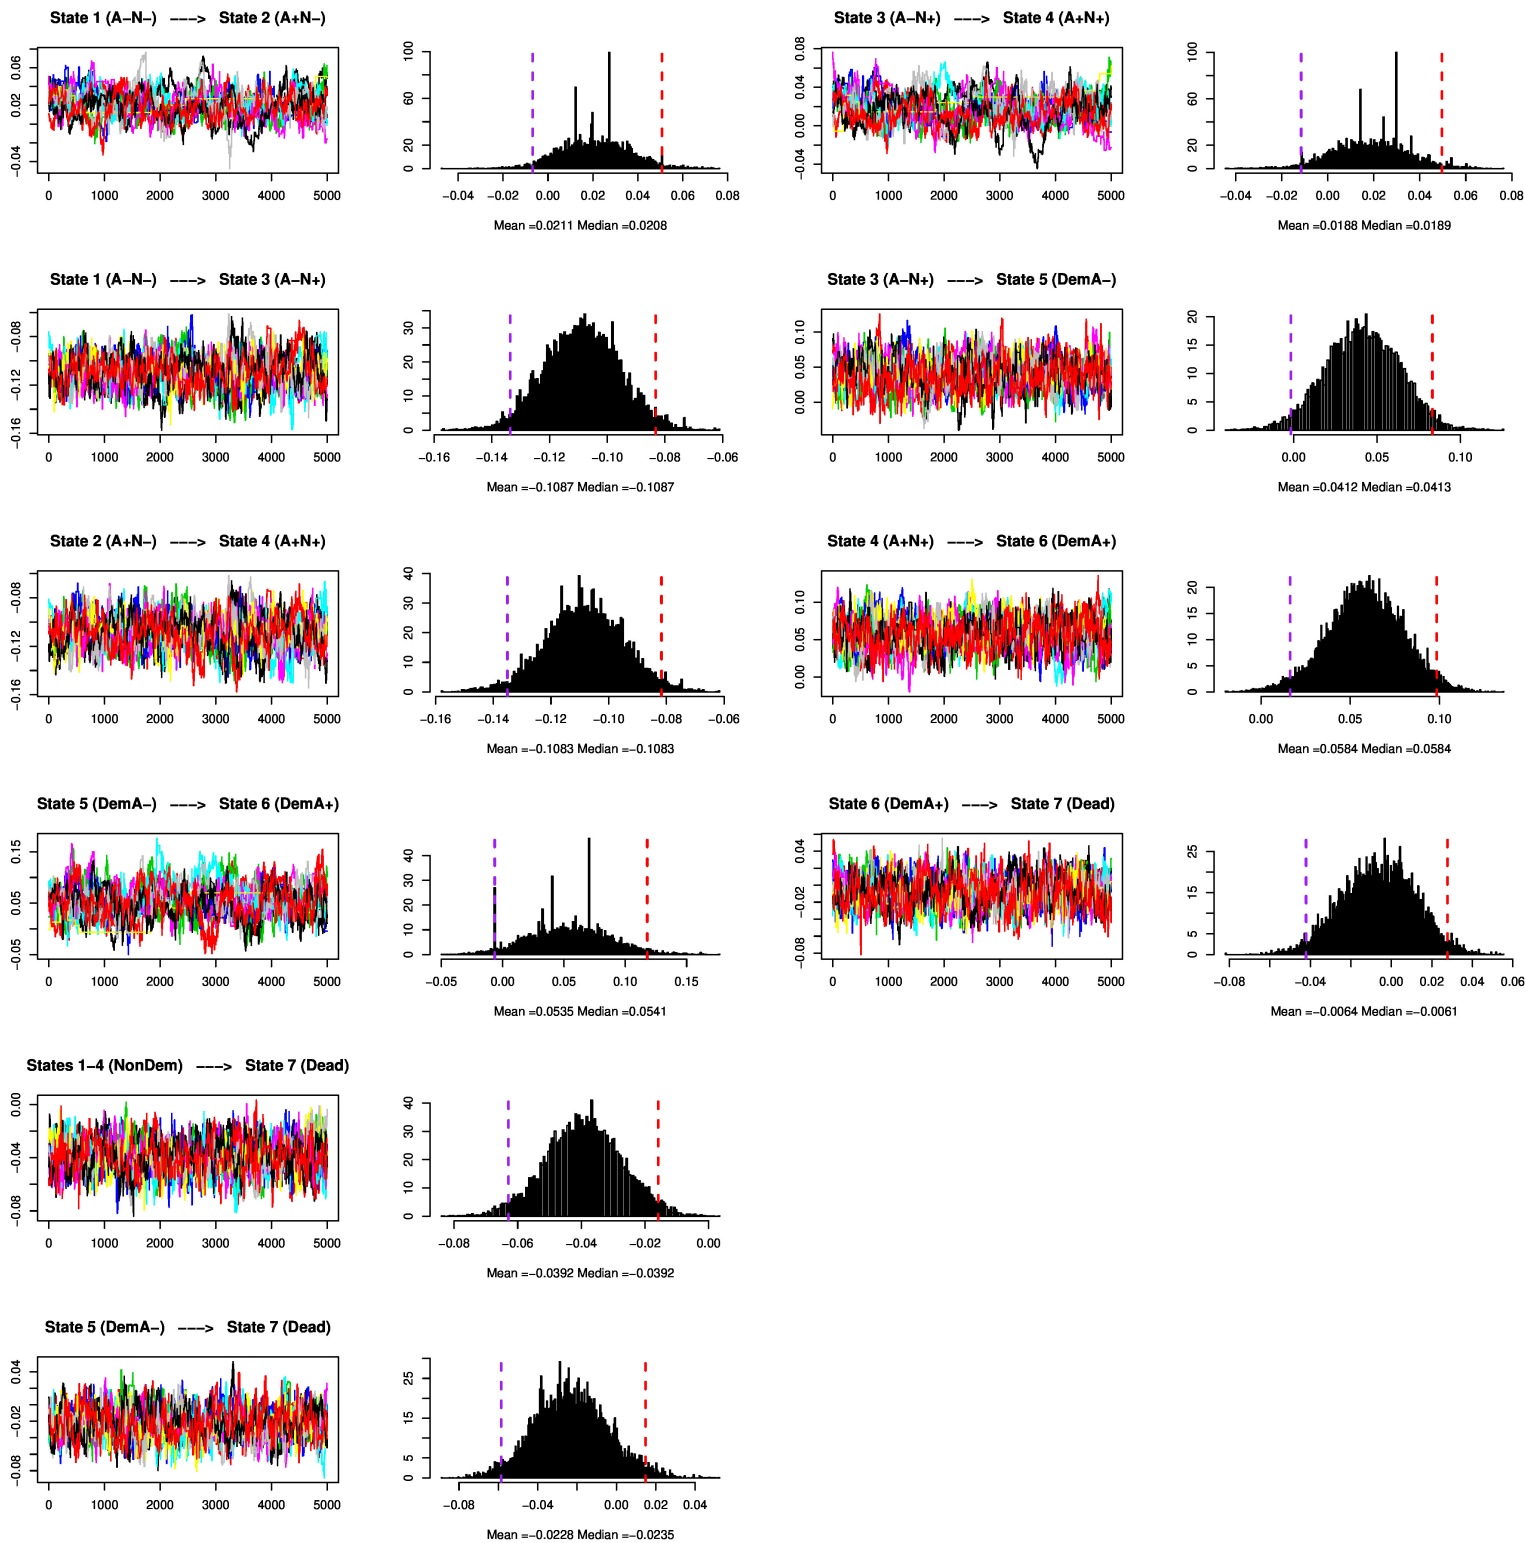 State 1 (A−N−) −−−> State 2 (A+N−)
0.06
0.02
−0.04
0 1000 2000 3000 4000 5000
100
60
20
0
−0.04 −0.02 0.00 0.02 0.04 0.06 0.08
Mean =0.0211 Median =0.0208
State 3 (A−N+) −−−> State 4 (A+N+)
0.08
0.04
0.00
−0.04
0 1000 2000 3000 4000 5000
100
60
20
0
−0.04 −0.02 0.00 0.02 0.04 0.06 0.08
Mean =0.0188 Median =0.0189
State 1 (A−N−) −−−> State 3 (A−N+)
−0.08
−0.12
−0.16
0 1000 2000 3000 4000 5000
30
20
10
5
0
−0.16 −0.14 −0.12 −0.10 −0.08 −0.06
Mean =−0.1087 Median =−0.1087
State 3 (A−N+) −−−> State 5 (DemA−)
0.10
0.05
0.00
0 1000 2000 3000 4000 5000
20
15
10
5
0
0.00 0.05 0.10
Mean =0.0412 Median =0.0413
State 2 (A+N−) −−−> State 4 (A+N+)
−0.08
−0.12
−0.16
0 1000 2000 3000 4000 5000
40
30
20
10
0
−0.16 −0.14 −0.12 −0.10 −0.08 −0.06
Mean =−0.1083 Median =−0.1083
State 4 (A+N+) −−−> State 6 (DemA+)
0.10
0.05
0.00
0 1000 2000 3000 4000 5000
20
15
10
5
0
0.00 0.05 0.10
Mean =0.0584 Median =0.0584
State 5 (DemA−) −−−> State 6 (DemA+)
0.15
0.05
−0.05
0 1000 2000 3000 4000 5000
40
30
20
10
0
−0.05 0.00 0.05 0.10 0.15
Mean =0.0535 Median =0.0541
State 6 (DemA+) −−−> State 7 (Dead)
0.04
−0.02
−0.08
0 1000 2000 3000 4000 5000
25
15
5
0
−0.08 −0.04 0.00 0.02 0.04 0.06
Mean =−0.0064 Median =−0.0061
States 1−4 (NonDem) −−−> State 7 (Dead)
0.00
−0.04
−0.08
0 1000 2000 3000 4000 5000
40
30
20
10
0
−0.08 −0.06 −0.04 −0.02 0.00
Mean =−0.0392 Median =−0.0392
State 5 (DemA−) −−−> State 7 (Dead)
0.04
−0.02
−0.08
0 1000 2000 3000 4000 5000
25
15
5
0
−0.08 −0.04 0.00 0.02 0.04
Mean =−0.0228 Median =−0.0235